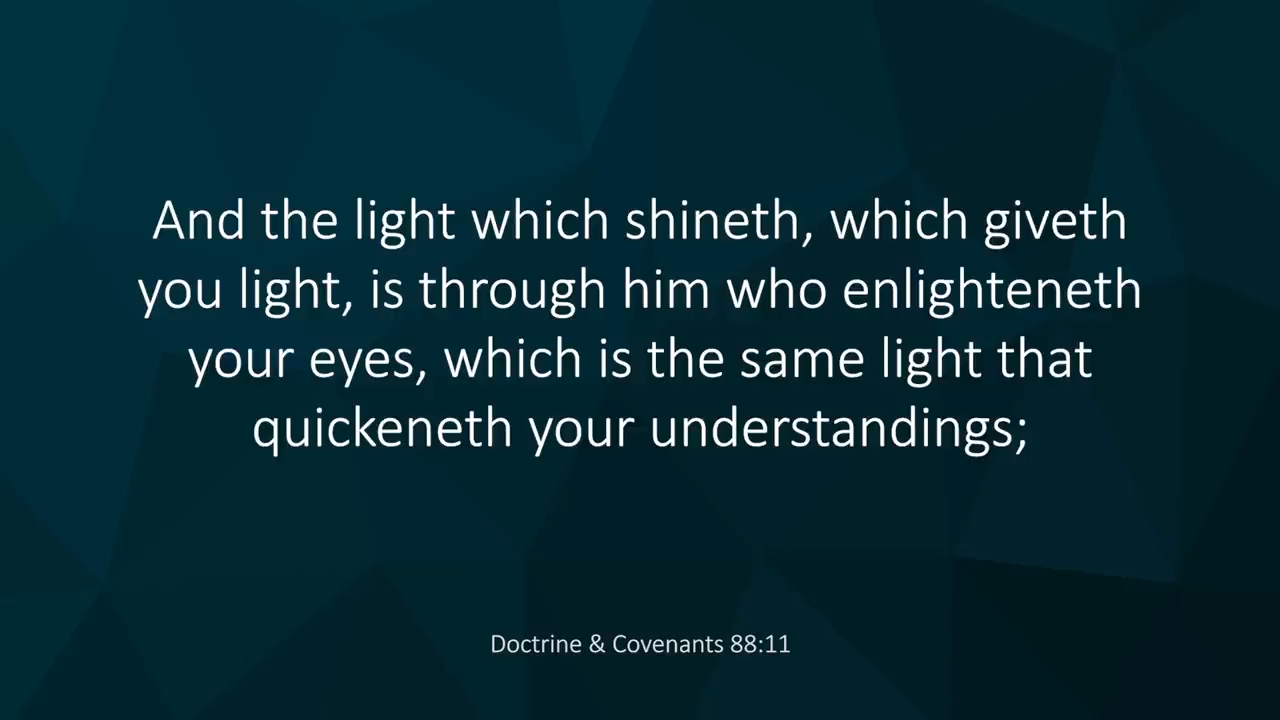 And the light which shineth, which giveth
you light, is through him who enlighteneth
your eyes, which is the same light that
quickeneth your understandings;
Doctrine & Covenants 88:11